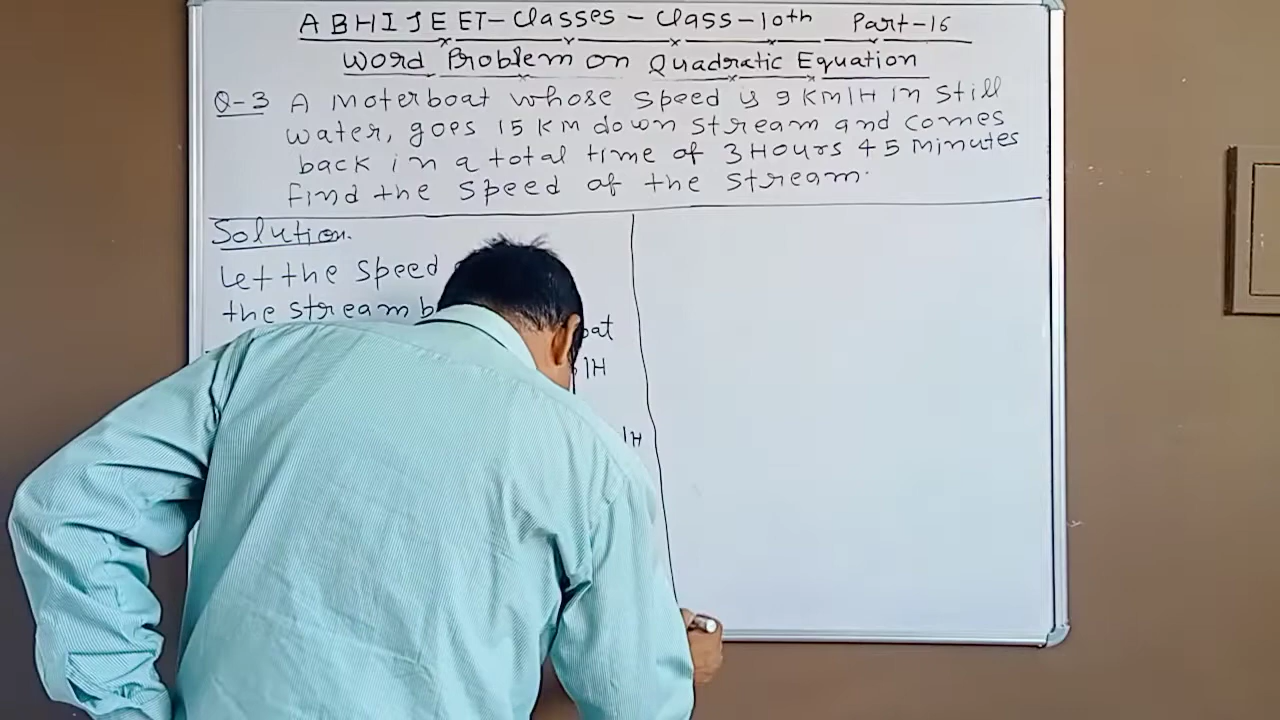 ABHIJEET-Classes-Class-10th Part-16
Word Problem on Quadratic Equation
Q-3 A moterboat whose speed is 9 KM/H in still
water, goes 15 KM down stream and comes
back in a total time of 3 Hours 45 Minutes
Find the speed of the stream.
Solution.
Let the speed
the stream b
oat
/H
/H